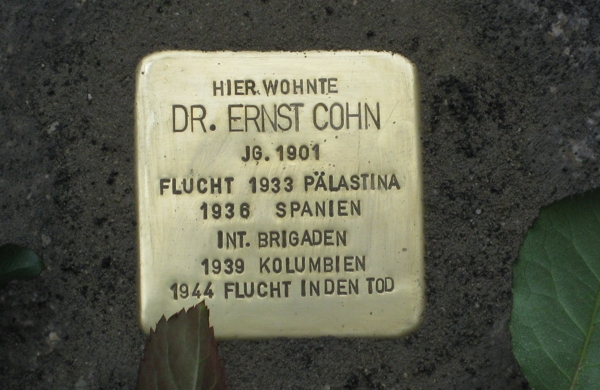 HIER WOHNTE
DR. ERNST COHN
JG. 1901
FLUCHT 1933 PÄLASTINA
1936 SPANIEN
INT. BRIGADEN
1939 KOLUMBIEN
1944 FLUCHT IN DEN TOD